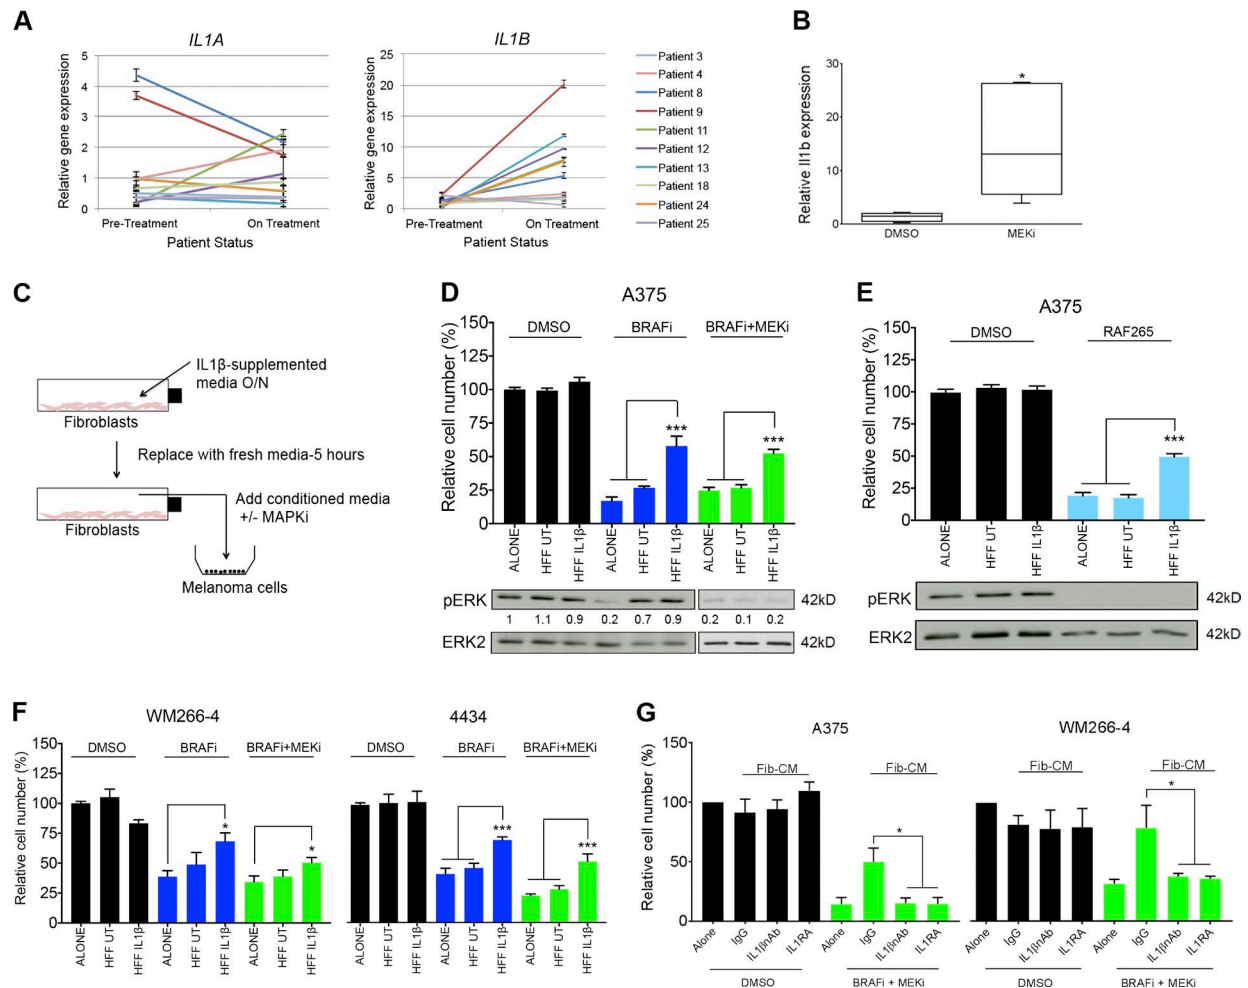 A
IL1A
Relative gene expression
5
4
3
2
1
0
Pre-Treatment
On Treatment
Patient Status
IL1B
Relative gene expression
25
20
15
10
5
0
Pre-Treatment
On Treatment
Patient Status
Patient 3
Patient 4
Patient 8
Patient 9
Patient 11
Patient 12
Patient 13
Patient 18
Patient 24
Patient 25
B
Relative Il1b expression
30
20
10
0
*
DMSO
MEKi
C
IL1β-supplemented
media O/N
Fibroblasts
Replace with fresh media-5 hours
Fibroblasts
Add conditioned media
+/- MAPKi
Melanoma cells
D
A375
Relative cell number (%)
150
125
100
75
50
25
0
DMSO
BRAFi
BRAFi+MEKi
***
***
ALONE
HFF UT
HFF IL1β
ALONE
HFF UT
HFF IL1β
ALONE
HFF UT
HFF IL1β
pERK
42kD
1 1.1 0.9 0.2 0.7 0.9 0.2 0.1 0.2
ERK2
42kD
E
A375
Relative cell number (%)
150
125
100
75
50
25
0
DMSO
RAF265
***
ALONE
HFF UT
HFF IL1β
ALONE
HFF UT
HFF IL1β
pERK
42kD
ERK2
42kD
F
WM266-4
Relative cell number (%)
150
125
100
75
50
25
0
DMSO
BRAFi
BRAFi+MEKi
*
*
ALONE
HFF UT
HFF IL1β
ALONE
HFF UT
HFF IL1β
ALONE
HFF UT
HFF IL1β
4434
150
125
100
75
50
25
0
DMSO
BRAFi
BRAFi+MEKi
***
***
ALONE
HFF UT
HFF IL1β
ALONE
HFF UT
HFF IL1β
ALONE
HFF UT
HFF IL1β
G
A375
Relative cell number (%)
150
100
50
0
Fib-CM
Fib-CM
*
Alone
IgG
IL1βnAb
IL1RA
Alone
IgG
IL1βnAb
IL1RA
DMSO
BRAFi + MEKi
WM266-4
150
100
50
0
Fib-CM
Fib-CM
*
Alone
IgG
IL1βnAb
IL1RA
Alone
IgG
IL1βnAb
IL1RA
DMSO
BRAFi + MEKi